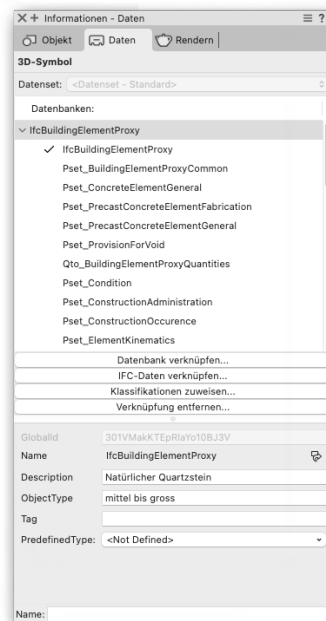 Informationen - Daten
?
Objekt Daten Rendern
3D-Symbol
Datenset: <Datenset - Standard>
Datenbanken:
IfcBuildingElementProxy
IfcBuildingElementProxy
Pset_BuildingElementProxyCommon
Pset_ConcreteElementGeneral
Pset_PrecastConcreteElementFabrication
Pset_PrecastConcreteElementGeneral
Pset_ProvisionForVoid
Qto_BuildingElementProxyQuantities
Pset_Condition
Pset_ConstructionAdministration
Pset_ConstructionOccurence
Pset_ElementKinematics
Datenbank verknüpfen...
IFC-Daten verknüpfen...
Klassifikationen zuweisen...
Verknüpfung entfernen...
GlobalId 301VMakKTEpRIaYo10BJ3V
Name IfcBuildingElementProxy
Description Natürlicher Quartzstein
ObjectType mittel bis gross
Tag
PredefinedType: <Not Defined>
Name: